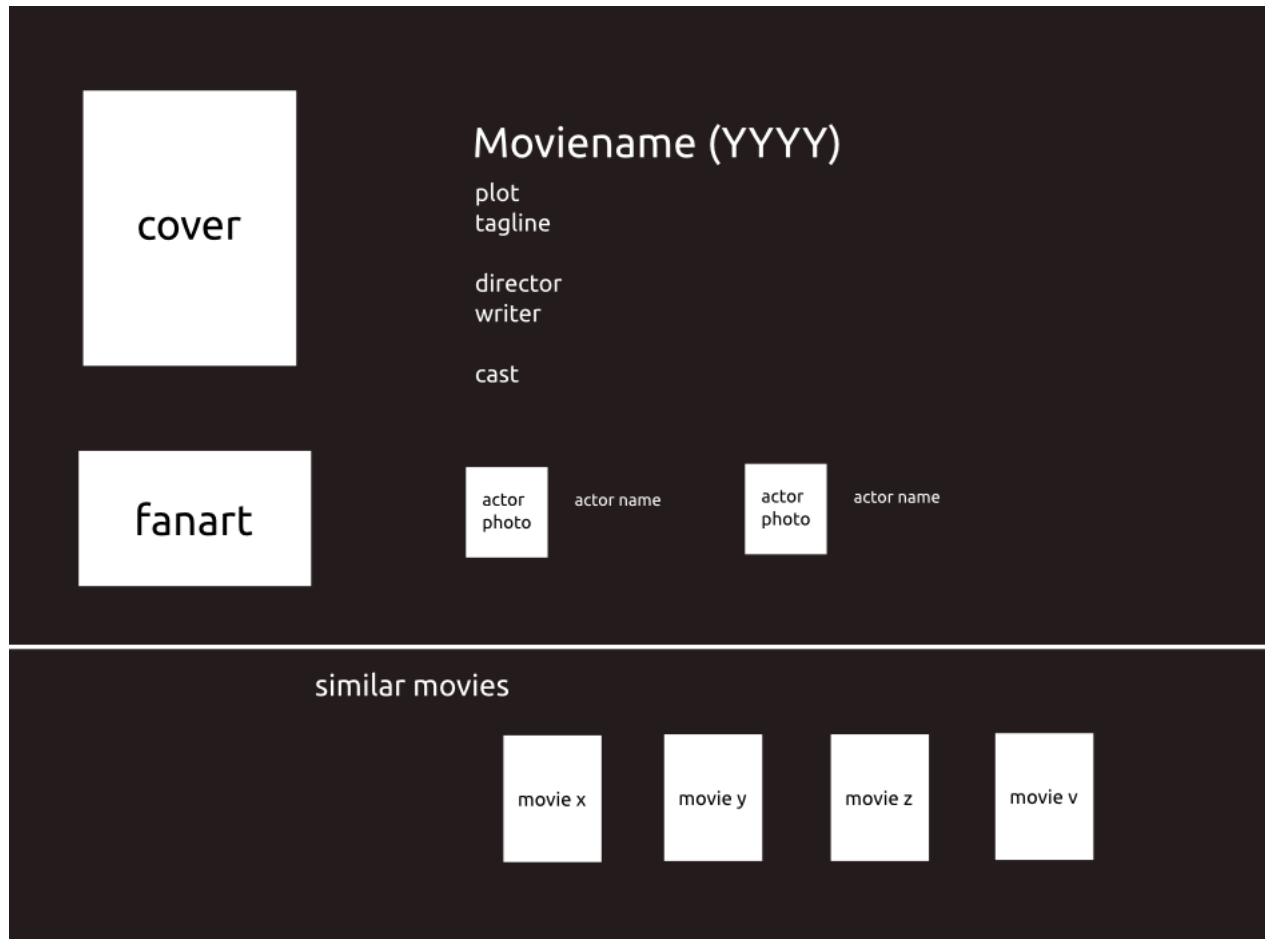 cover
Moviename (YYYY)
plot
tagline
director
writer
cast
fanart
actor
photo
actor name
actor
photo
actor name
similar movies
movie x
movie y
movie z
movie v